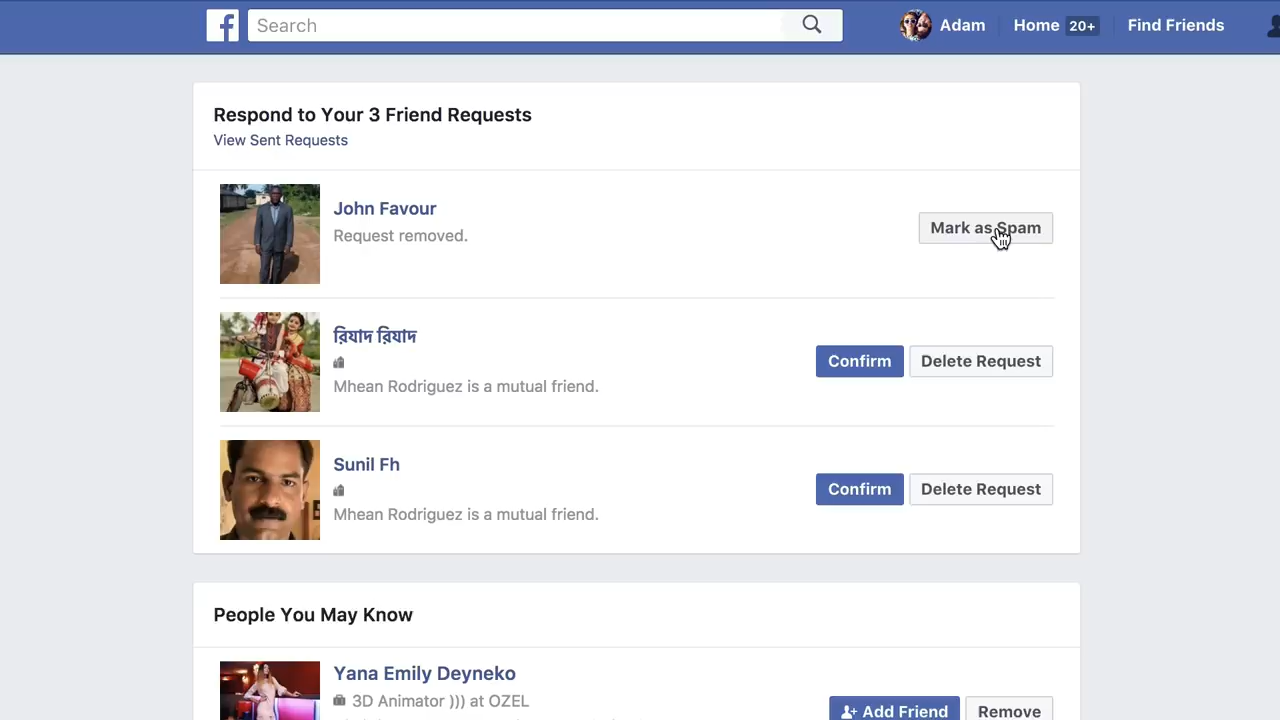 Search
Adam
Home 20+
Find Friends
Respond to Your 3 Friend Requests
View Sent Requests
John Favour
Request removed.
Mark as Spam
রিযাদ রিযাদ
Mhean Rodriguez is a mutual friend.
Confirm
Delete Request
Sunil Fh
Mhean Rodriguez is a mutual friend.
Confirm
Delete Request
People You May Know
Yana Emily Deyneko
3D Animator ))) at OZEL
Add Friend
Remove